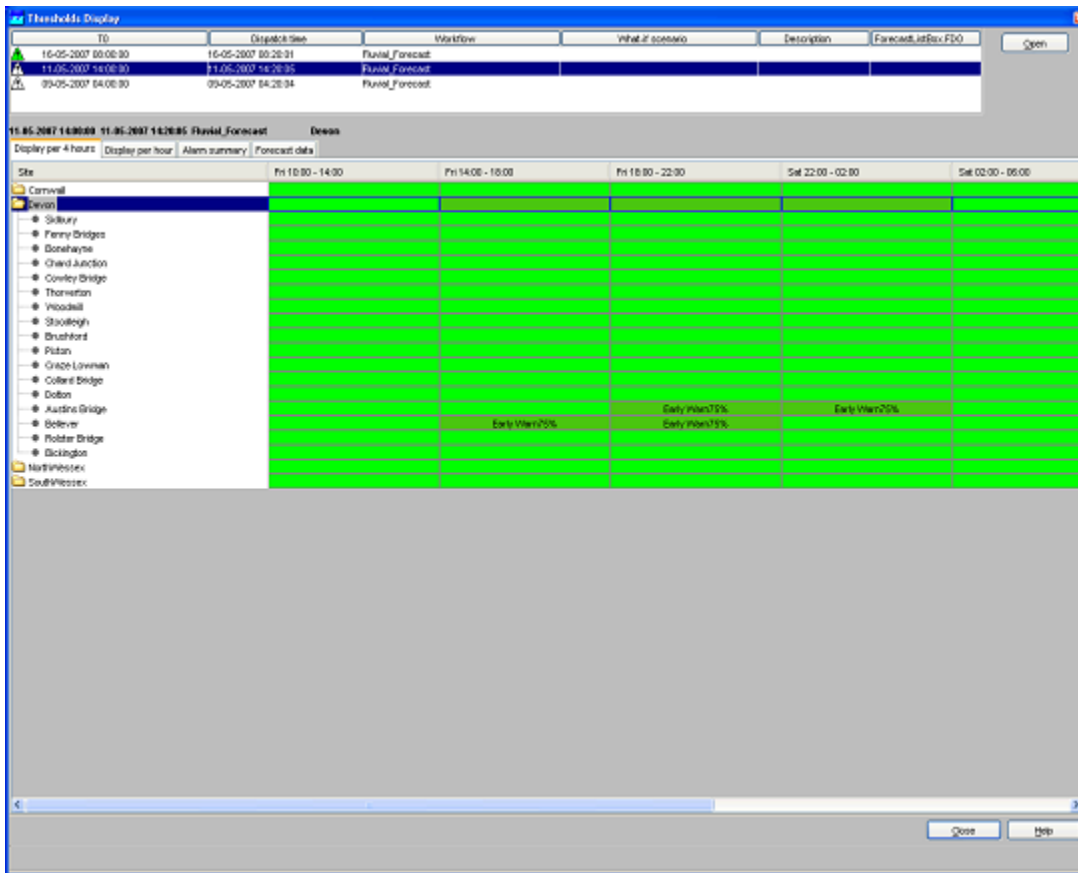 Thresholds Display
T0 Dispatch time Workflow What-if scenario Description ForecastListBox.FDO Open
16-05-2007 08:00:00 16-05-2007 08:20:01 Fluvial_Forecast
11-05-2007 14:00:00 11-05-2007 14:20:05 Fluvial_Forecast
09-05-2007 04:00:00 09-05-2007 04:20:04 Fluvial_Forecast
11-05-2007 14:00:00 11-05-2007 14:20:05 Fluvial_Forecast Devon
Display per 4 hours Display per hour Alarm summary Forecast data
Site Fri 10:00 - 14:00 Fri 14:00 - 18:00 Fri 18:00 - 22:00 Sat 22:00 - 02:00 Sat 02:00 - 06:00
Cornwall
Devon
Sidbury
Fenny Bridges
Bonehayne
Chard Junction
Cowley Bridge
Thorverton
Woodmill
Stoodleigh
Brushford
Pixton
Craze Lowman
Collard Bridge
Dotton
Austins Bridge Early Warn75% Early Warn75%
Bellever Early Warn75% Early Warn75%
Rolster Bridge
Bickington
NorthWessex
SouthWessex
Close Help